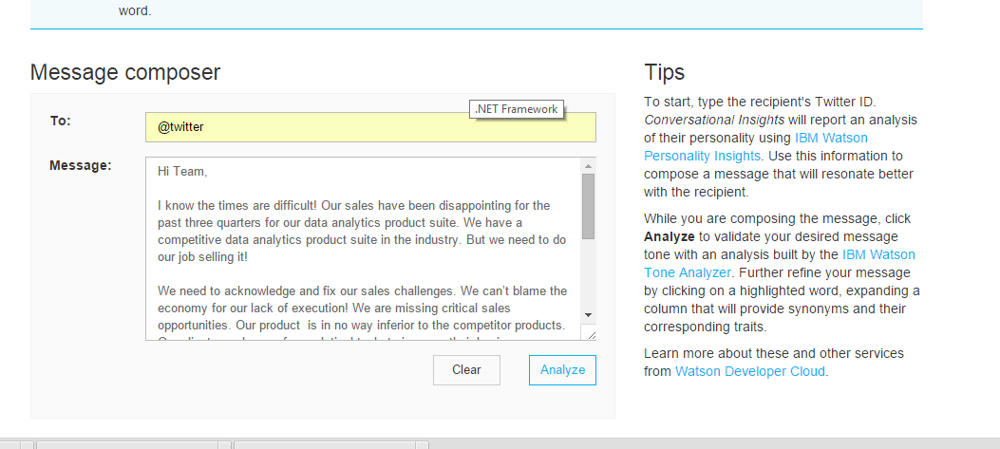 word.
Message composer
To:
@twitter
.NET Framework
Message:
Hi Team,
I know the times are difficult! Our sales have been disappointing for the
past three quarters for our data analytics product suite. We have a
competitive data analytics product suite in the industry. But we need to do
our job selling it!
We need to acknowledge and fix our sales challenges. We can't blame the
economy for our lack of execution! We are missing critical sales
opportunities. Our product  is in no way inferior to the competitor products.
Clear
Analyze
Tips
To start, type the recipient's Twitter ID.
Conversational Insights will report an analysis
of their personality using IBM Watson
Personality Insights. Use this information to
compose a message that will resonate better
with the recipient.
While you are composing the message, click
Analyze to validate your desired message
tone with an analysis built by the IBM Watson
Tone Analyzer. Further refine your message
by clicking on a highlighted word, expanding a
column that will provide synonyms and their
corresponding traits.
Learn more about these and other services
from Watson Developer Cloud.